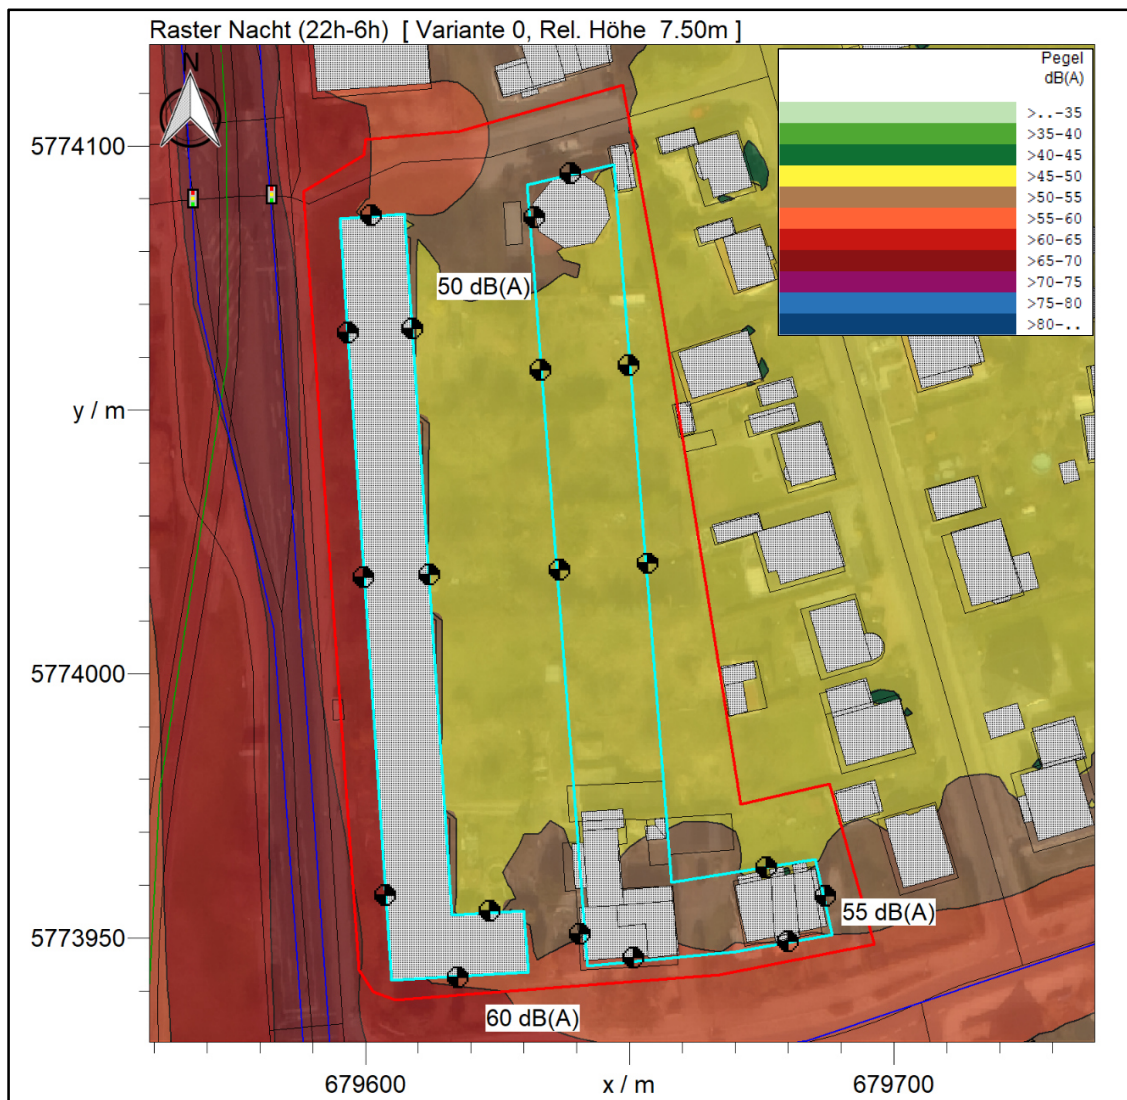 Raster Nacht (22h-6h) [ Variante 0, Rel. Höhe 7.50m ]
N
Pegel
dB(A)
>..-35
>35-40
>40-45
>45-50
>50-55
>55-60
>60-65
>65-70
>70-75
>75-80
>80-..
5774100
50 dB(A)
y / m
5774000
55 dB(A)
5773950
60 dB(A)
679600
x / m
679700